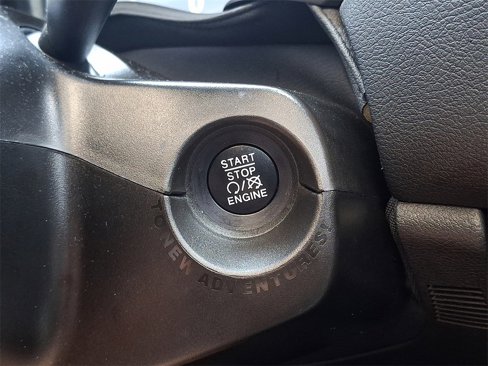 START
STOP
ENGINE
TO NEW ADVENTURES!